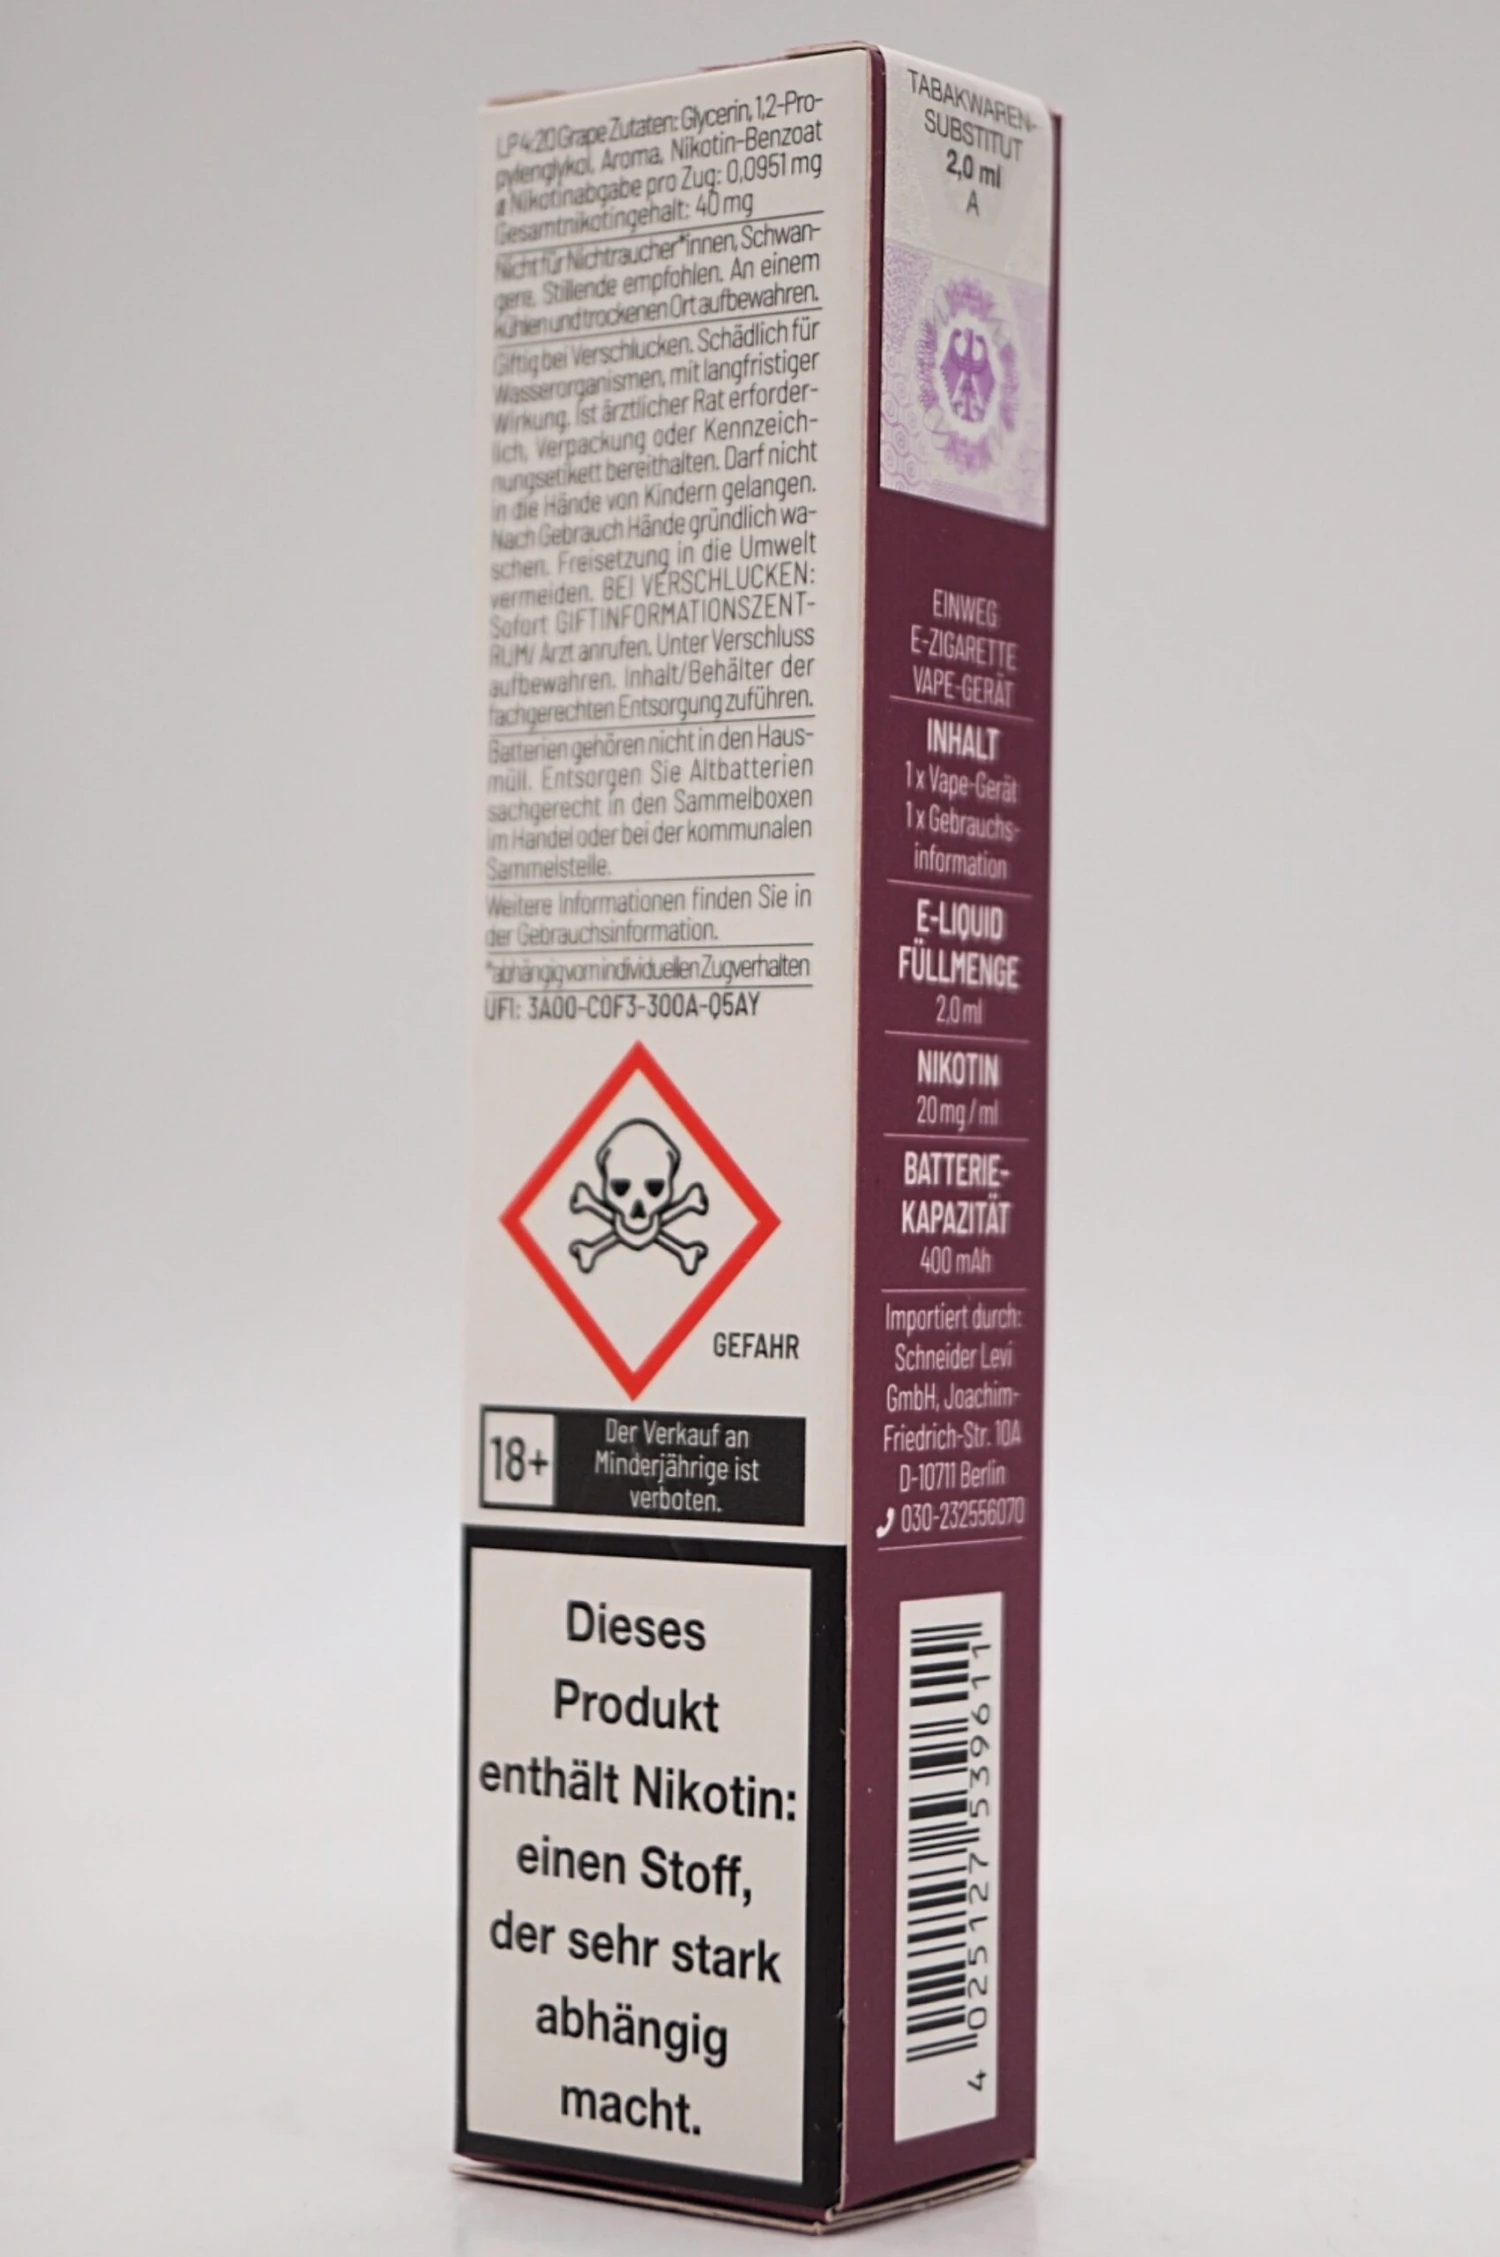 LP 4:20 Grape Zutaten: Glycerin, 1,2-Pro-
pylenglykol, Aroma, Nikotin-Benzoat
ø Nikotinabgabe pro Zug: 0,0951 mg
Gesamtnikotingehalt: 40 mg
Nicht für Nichtraucher*innen, Schwan-
gere, Stillende empfohlen. An einem
kühlen und trockenen Ort aufbewahren.
Giftig bei Verschlucken. Schädlich für
Wasserorganismen, mit langfristiger
Wirkung. Ist ärztlicher Rat erforder-
lich, Verpackung oder Kennzeich-
nungsetikett bereithalten. Darf nicht
in die Hände von Kindern gelangen.
Nach Gebrauch Hände gründlich wa-
schen. Freisetzung in die Umwelt
vermeiden. BEI VERSCHLUCKEN:
Sofort GIFTINFORMATIONSZENT-
RUM/ Arzt anrufen. Unter Verschluss
aufbewahren. Inhalt/Behälter der
fachgerechten Entsorgung zuführen.
Batterien gehören nicht in den Haus-
müll. Entsorgen Sie Altbatterien
sachgerecht in den Sammelboxen
im Handel oder bei der kommunalen
Sammelstelle.
Weitere Informationen finden Sie in
der Gebrauchsinformation.
*abhängig vom individuellen Zugverhalten
UFI: 3A00-C0F3-300A-Q5AY
GEFAHR
18+
Der Verkauf an
Minderjährige ist
verboten.
Dieses
Produkt
enthält Nikotin:
einen Stoff,
der sehr stark
abhängig
macht.
TABAKWAREN-
SUBSTITUT
2,0 ml
A
EINWEG
E-ZIGARETTE
VAPE-GERÄT
INHALT
1 x Vape-Gerät
1 x Gebrauchs-
information
E-LIQUID
FÜLLMENGE
2,0 ml
NIKOTIN
20 mg / ml
BATTERIE-
KAPAZITÄT
400 mAh
Importiert durch:
Schneider Levi
GmbH, Joachim-
Friedrich-Str. 10A
D-10711 Berlin
030-232556070
4 025127 539611